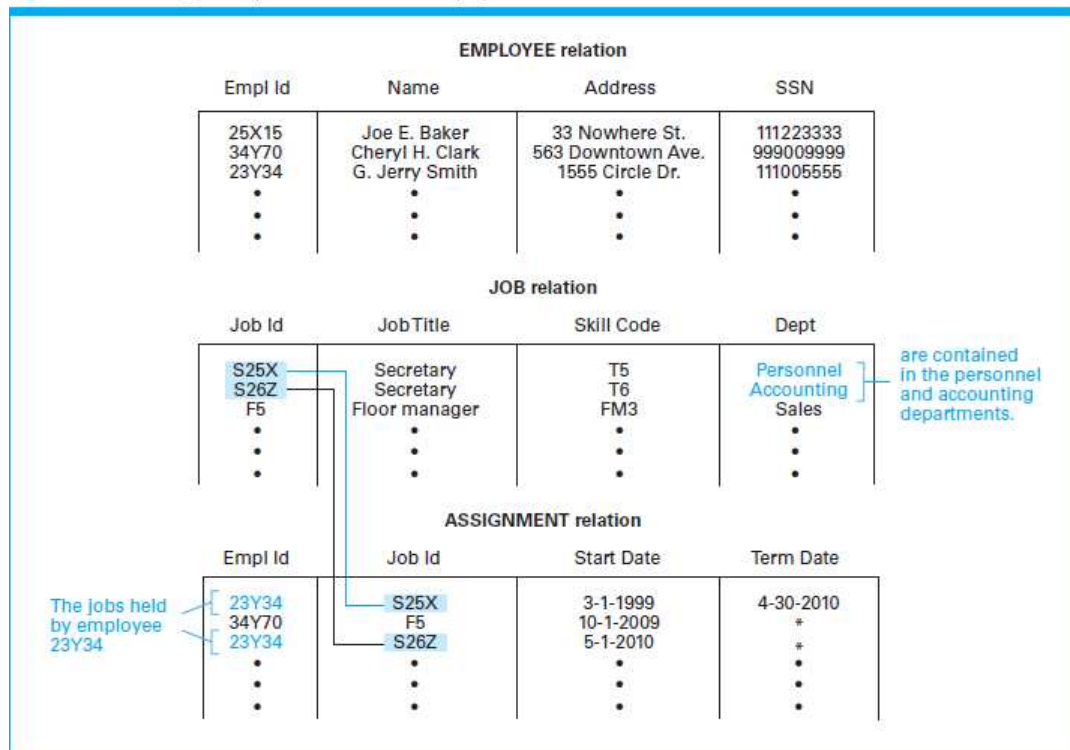 EMPLOYEE relation
Empl Id Name Address SSN
25X15 Joe E. Baker 33 Nowhere St. 111223333
34Y70 Cheryl H. Clark 563 Downtown Ave. 999009999
23Y34 G. Jerry Smith 1555 Circle Dr. 111005555
JOB relation
Job Id Job Title Skill Code Dept
S25X Secretary T5 Personnel
S26Z Secretary T6 Accounting
F5 Floor manager FM3 Sales
are contained
in the personnel
and accounting
departments.
ASSIGNMENT relation
Empl Id Job Id Start Date Term Date
The jobs held
by employee
23Y34
23Y34 S25X 3-1-1999 4-30-2010
34Y70 F5 10-1-2009 *
23Y34 S26Z 5-1-2010 *